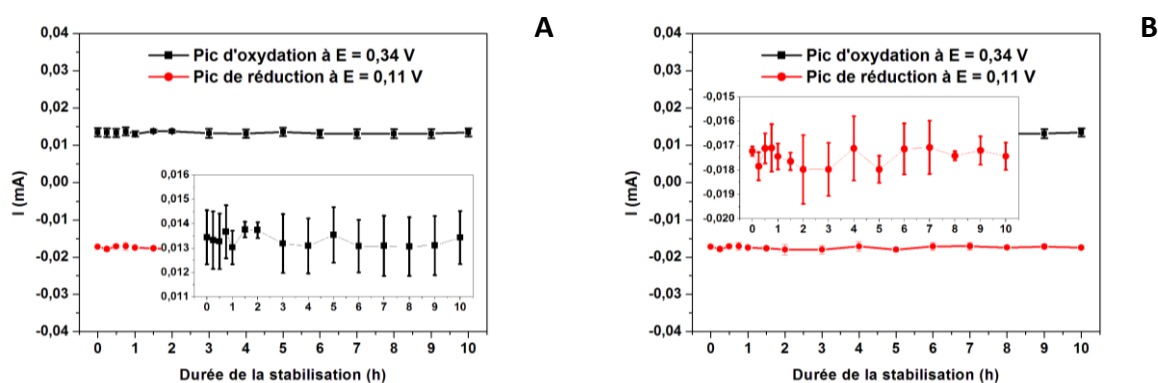 A
0,04
0,03
0,02
0,01
0,00
-0,01
-0,02
-0,03
-0,04
I (mA)
Pic d'oxydation à E = 0,34 V
Pic de réduction à E = 0,11 V
0,016
0,015
0,014
0,013
0,012
0,011
0 1 2 3 4 5 6 7 8 9 10
0 1 2 3 4 5 6 7 8 9 10
Durée de la stabilisation (h)
B
0,04
0,03
0,02
0,01
0,00
-0,01
-0,02
-0,03
-0,04
I (mA)
Pic d'oxydation à E = 0,34 V
Pic de réduction à E = 0,11 V
-0,015
-0,016
-0,017
-0,018
-0,019
-0,020
0 1 2 3 4 5 6 7 8 9 10
0 1 2 3 4 5 6 7 8 9 10
Durée de la stabilisation (h)